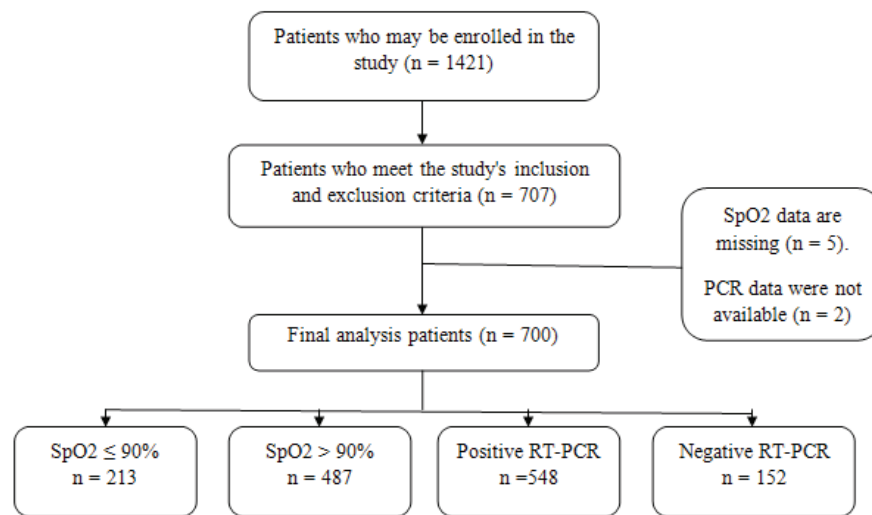 Patients who may be enrolled in the
study (n = 1421)
Patients who meet the study's inclusion
and exclusion criteria (n = 707)
SpO2 data are
missing (n = 5).
PCR data were not
available (n = 2)
Final analysis patients (n = 700)
SpO2 ≤ 90%
n = 213
SpO2 > 90%
n = 487
Positive RT-PCR
n =548
Negative RT-PCR
n = 152